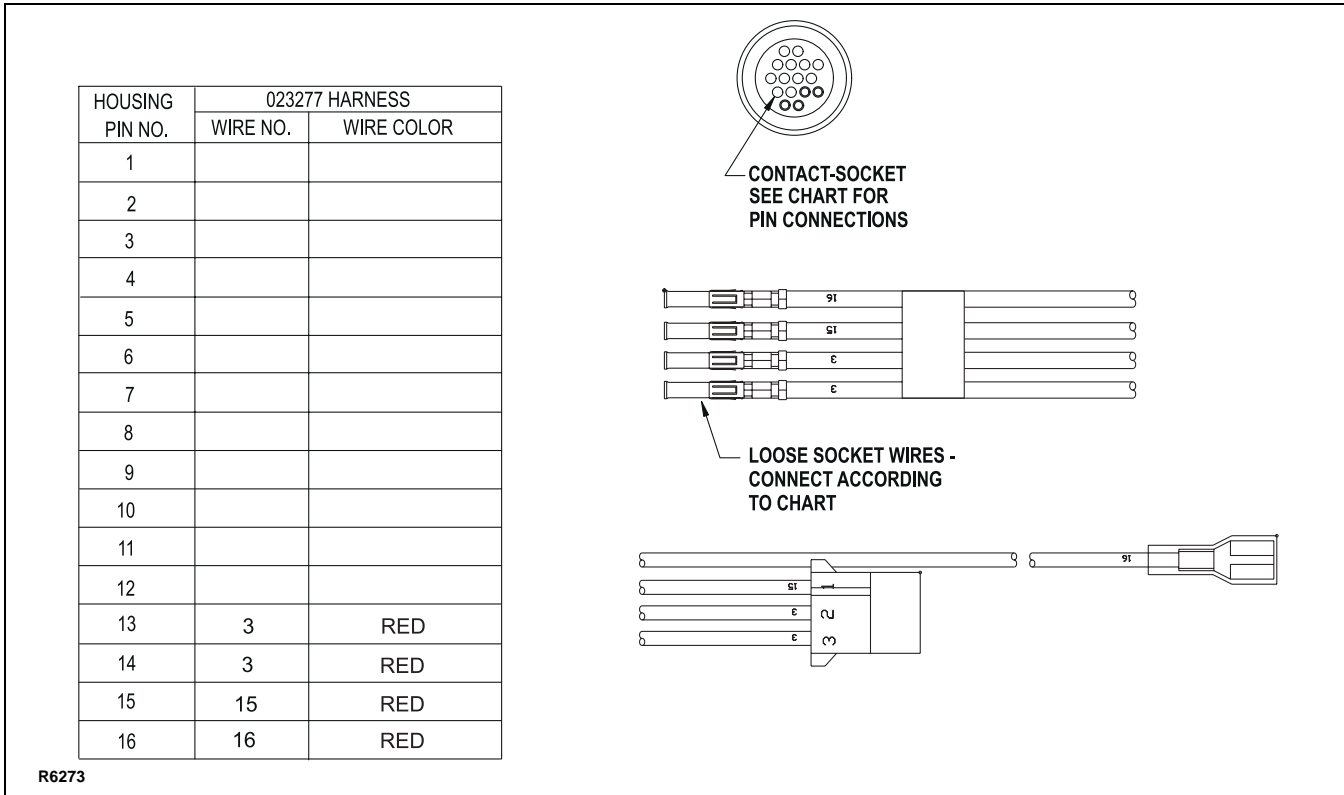 HOUSING PIN NO. 023277 HARNESS
WIRE NO. WIRE COLOR
1
2
3
4
5
6
7
8
9
10
11
12
13 3 RED
14 3 RED
15 15 RED
16 16 RED
R6273
CONTACT-SOCKET
SEE CHART FOR
PIN CONNECTIONS
16
15
3
3
LOOSE SOCKET WIRES -
CONNECT ACCORDING
TO CHART
16
15 1
3 2
3 3